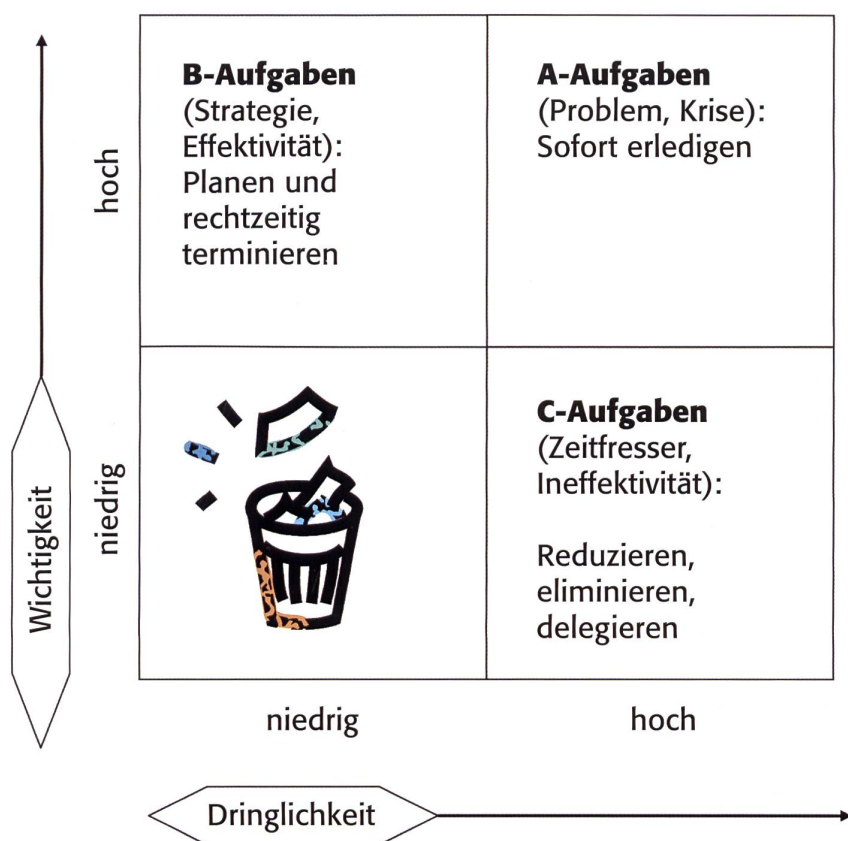 B-Aufgaben
(Strategie,
Effektivität):
Planen und
rechtzeitig
terminieren
A-Aufgaben
(Problem, Krise):
Sofort erledigen
hoch
niedrig
Wichtigkeit
C-Aufgaben
(Zeitfresser,
Ineffektivität):
Reduzieren,
eliminieren,
delegieren
niedrig
hoch
Dringlichkeit